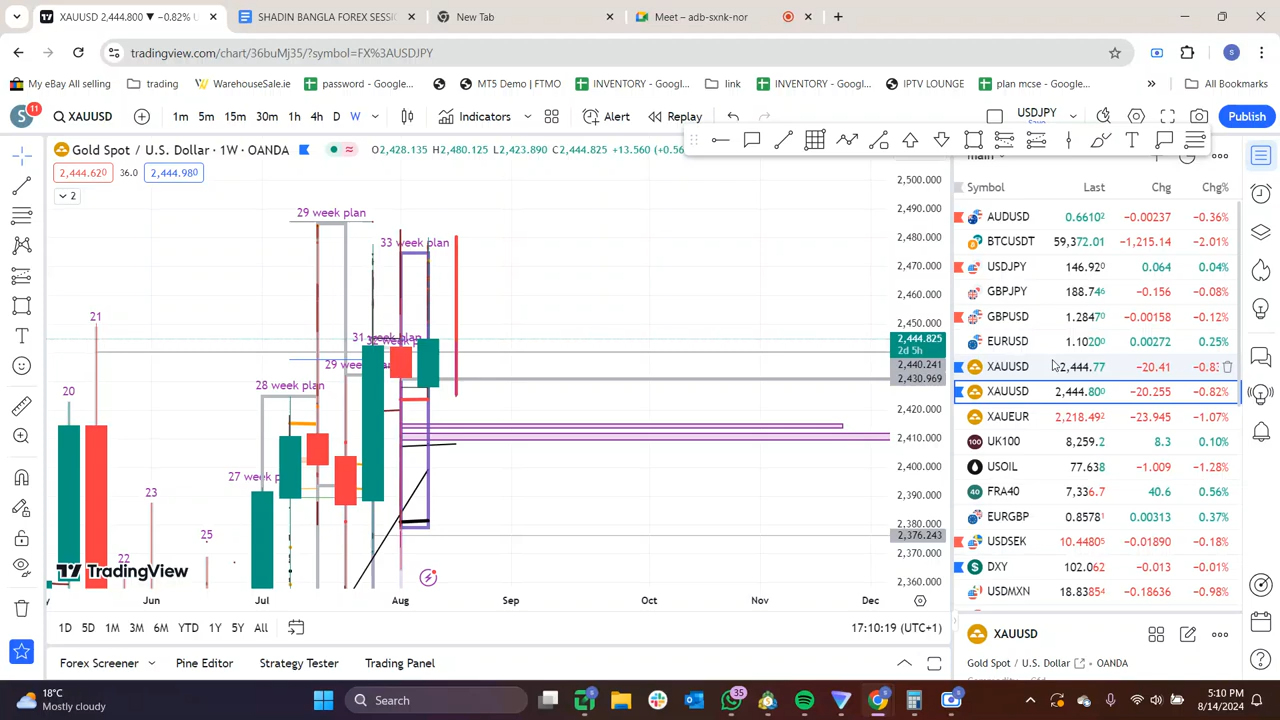 XAUUSD 2,444.800 ▼ −0.82%
SHADIN BANGLA FOREX SESSI
New Tab
Meet – adb-sxnk-nor
tradingview.com/chart/36buMj35/?symbol=FX%3AUSDJPY
My eBay All selling
trading
WarehouseSale.ie
password - Google...
MT5 Demo | FTMO
INVENTORY - Googl...
link
INVENTORY - Googl...
IPTV LOUNGE
plan mcse - Google...
All Bookmarks
S 11
XAUUSD
1m 5m 15m 30m 1h 4h D W
Indicators
Alert
Replay
USDJPY
Save
Publish
Gold Spot / U.S. Dollar · 1W · OANDA
O2,428.135 H2,480.125 L2,423.890 C2,444.825 +13.560 (+0.56
2,444.620 36.0 2,444.980
2
main
Symbol Last Chg Chg%
AUDUSD 0.66102 −0.00237 −0.36%
BTCUSDT 59,372.01 −1,215.14 −2.01%
USDJPY 146.920 0.064 0.04%
GBPJPY 188.746 −0.156 −0.08%
GBPUSD 1.28470 −0.00158 −0.12%
EURUSD 1.10200 0.00272 0.25%
XAUUSD 2,444.77 −20.41 −0.83
XAUUSD 2,444.800 −20.255 −0.82%
XAUEUR 2,218.492 −23.945 −1.07%
UK100 8,259.2 8.3 0.10%
USOIL 77.638 −1.009 −1.28%
FRA40 7,336.7 40.6 0.56%
EURGBP 0.85781 0.00313 0.37%
USDSEK 10.44805 −0.01890 −0.18%
DXY 102.062 −0.013 −0.01%
USDMXN 18.83854 −0.18636 −0.98%
XAUUSD
Gold Spot / U.S. Dollar OANDA
2,500.000
2,490.000
2,480.000
2,470.000
2,460.000
2,450.000
2,444.825
2d 5h
2,440.241
2,430.969
2,420.000
2,410.000
2,400.000
2,390.000
2,380.000
2,376.243
2,370.000
2,360.000
29 week plan
33 week plan
31 week plan
29 week plan
28 week plan
27 week p
21
20
23
25
22
TradingView
Jun Jul Aug Sep Oct Nov Dec
1D 5D 1M 3M 6M YTD 1Y 5Y All
17:10:19 (UTC+1)
Forex Screener
Pine Editor
Strategy Tester
Trading Panel
18°C
Mostly cloudy
Search
35
5:10 PM
8/14/2024